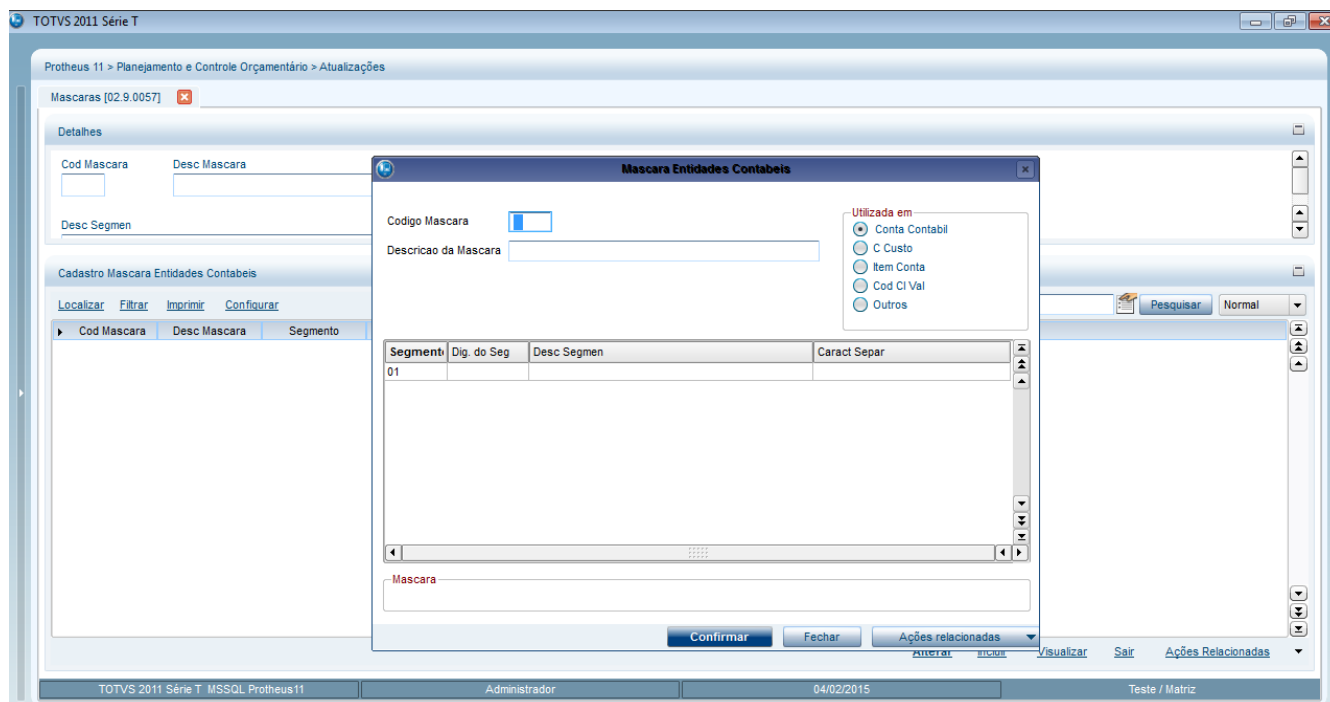 TOTVS 2011 Série T
Protheus 11 > Planejamento e Controle Orçamentário > Atualizações
Mascaras [02.9.0057]
Detalhes
Cod Mascara Desc Mascara
Desc Segmen
Cadastro Mascara Entidades Contabeis
Localizar Filtrar Imprimir Configurar
Pesquisar Normal
Cod Mascara Desc Mascara Segmento
Mascara Entidades Contabeis
Codigo Mascara
Descricao da Mascara
Utilizada em
Conta Contabil
C Custo
Item Conta
Cod Cl Val
Outros
Segmento Dig. do Seg Desc Segmen Caract Separ
01
Mascara
Confirmar Fechar Ações relacionadas
Alterar Incluir Visualizar Sair Ações Relacionadas
TOTVS 2011 Série T MSSQL Protheus11 Administrador 04/02/2015 Teste / Matriz